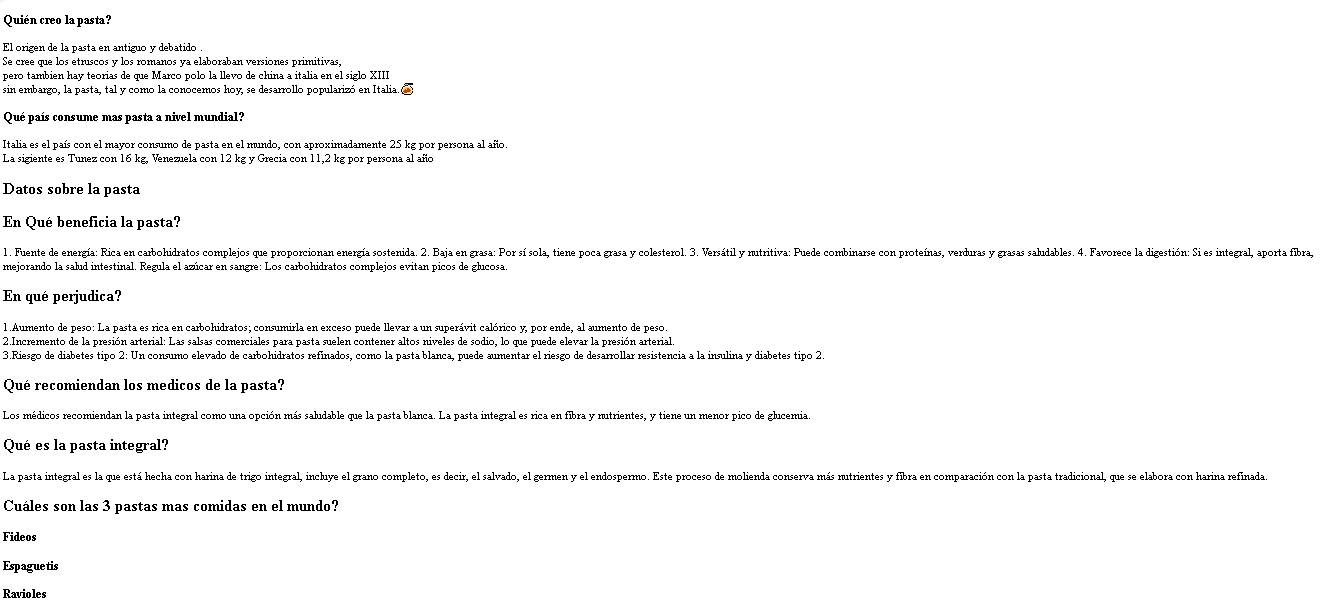 Quién creo la pasta?
El origen de la pasta en antiguo y debatido .
Se cree que los etruscos y los romanos ya elaboraban versiones primitivas,
pero tambien hay teorias de que Marco polo la llevo de china a italia en el siglo XIII
sin embargo, la pasta, tal y como la conocemos hoy, se desarrollo popularizó en Italia.
Qué país consume mas pasta a nivel mundial?
Italia es el país con el mayor consumo de pasta en el mundo, con aproximadamente 25 kg por persona al año.
La sigiente es Tunez con 16 kg, Venezuela con 12 kg y Grecia con 11,2 kg por persona al año
Datos sobre la pasta
En Qué beneficia la pasta?
1. Fuente de energía: Rica en carbohidratos complejos que proporcionan energía sostenida. 2. Baja en grasa: Por sí sola, tiene poca grasa y colesterol. 3. Versátil y nutritiva: Puede combinarse con proteínas, verduras y grasas saludables. 4. Favorece la digestión: Si es integral, aporta fibra,
mejorando la salud intestinal. Regula el azúcar en sangre: Los carbohidratos complejos evitan picos de glucosa.
En qué perjudica?
1.Aumento de peso: La pasta es rica en carbohidratos; consumirla en exceso puede llevar a un superávit calórico y, por ende, al aumento de peso.
2.Incremento de la presión arterial: Las salsas comerciales para pasta suelen contener altos niveles de sodio, lo que puede elevar la presión arterial.
3.Riesgo de diabetes tipo 2: Un consumo elevado de carbohidratos refinados, como la pasta blanca, puede aumentar el riesgo de desarrollar resistencia a la insulina y diabetes tipo 2.
Qué recomiendan los medicos de la pasta?
Los médicos recomiendan la pasta integral como una opción más saludable que la pasta blanca. La pasta integral es rica en fibra y nutrientes, y tiene un menor pico de glucemia.
Qué es la pasta integral?
La pasta integral es la que está hecha con harina de trigo integral, incluye el grano completo, es decir, el salvado, el germen y el endospermo. Este proceso de molienda conserva más nutrientes y fibra en comparación con la pasta tradicional, que se elabora con harina refinada.
Cuáles son las 3 pastas mas comidas en el mundo?
Fideos
Espaguetis
Ravioles